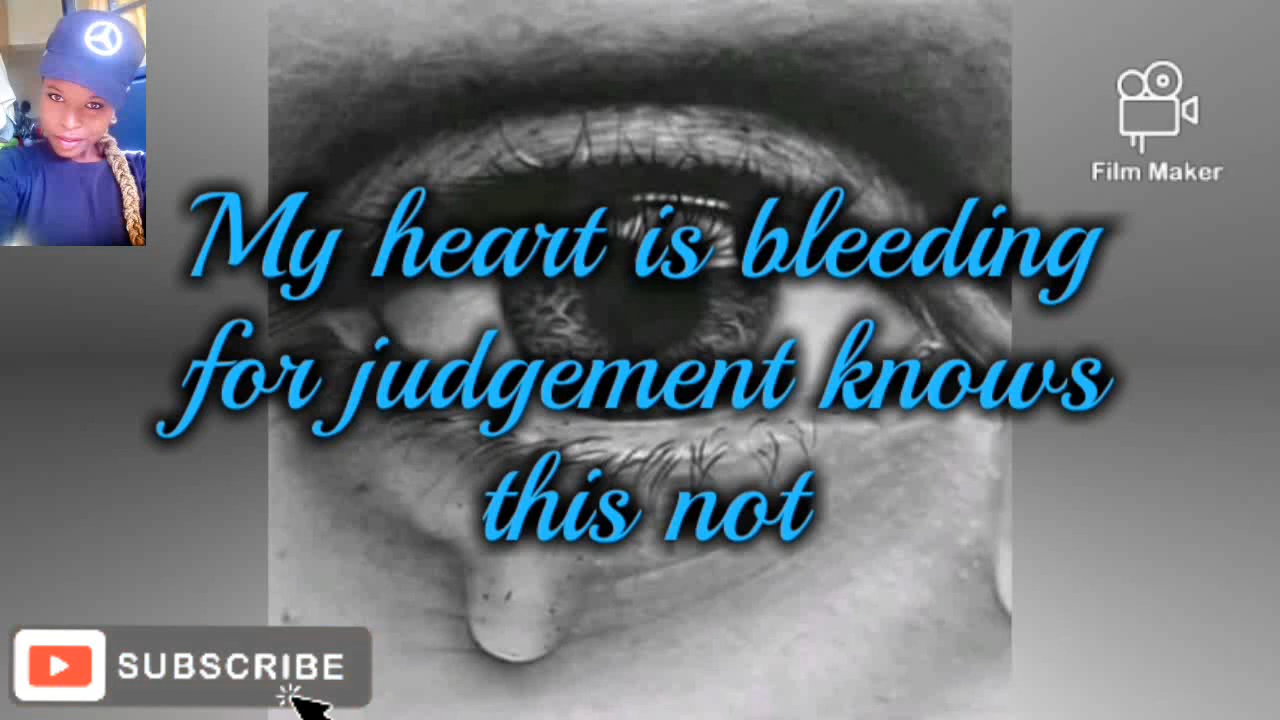 Film Maker
My heart is bleeding
for judgement knows
this not
SUBSCRIBE